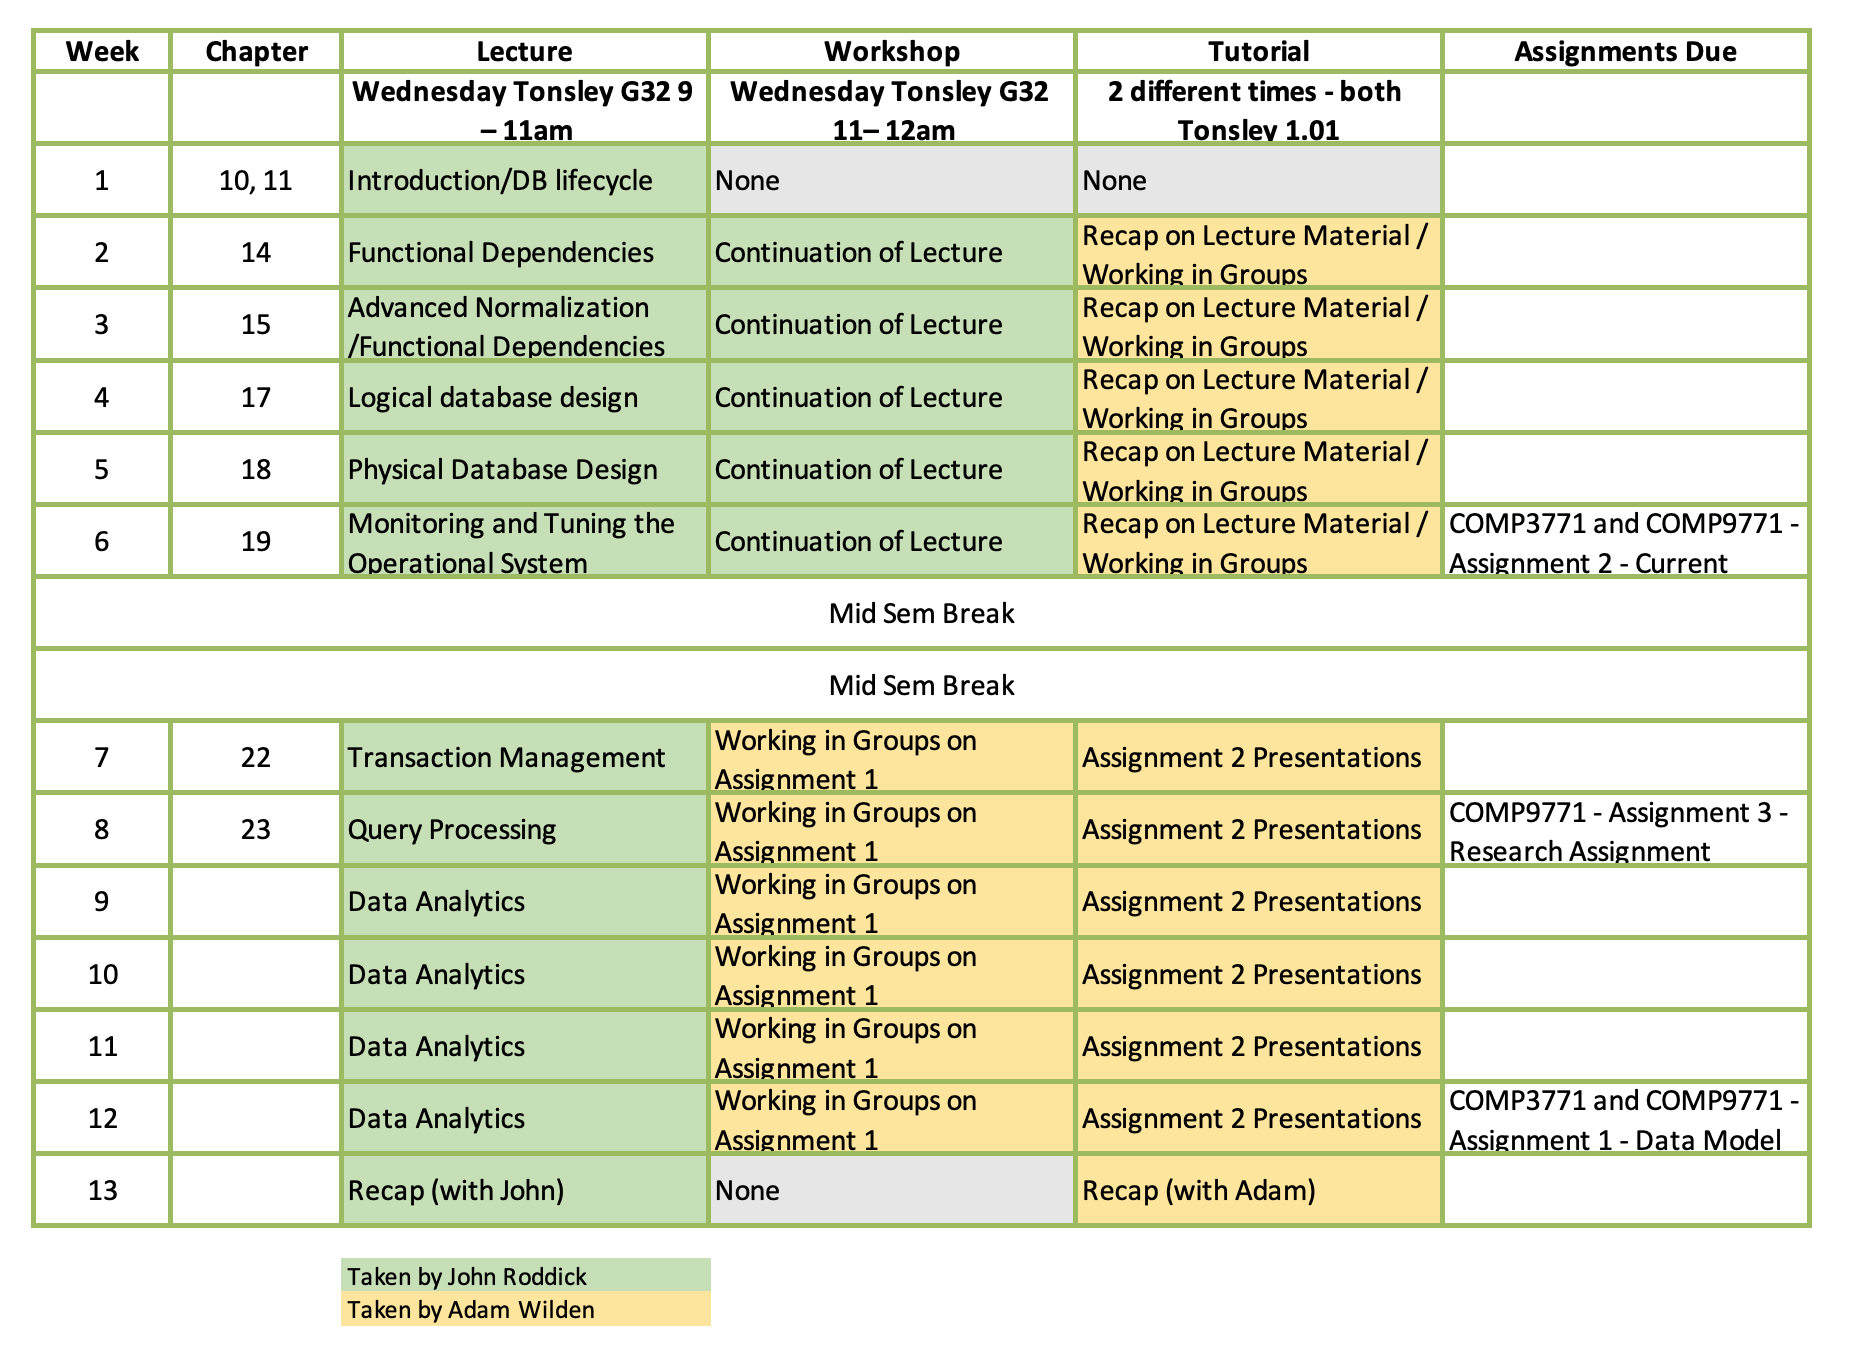 Week Chapter Lecture Workshop Tutorial Assignments Due
Wednesday Tonsley G32 9 Wednesday Tonsley G32 2 different times - both
– 11am 11– 12am Tonsley 1.01
1 10, 11 Introduction/DB lifecycle None None
2 14 Functional Dependencies Continuation of Lecture Recap on Lecture Material /
Working in Groups
3 15 Advanced Normalization Continuation of Lecture Recap on Lecture Material /
/Functional Dependencies Working in Groups
4 17 Logical database design Continuation of Lecture Recap on Lecture Material /
Working in Groups
5 18 Physical Database Design Continuation of Lecture Recap on Lecture Material /
Working in Groups
6 19 Monitoring and Tuning the Continuation of Lecture Recap on Lecture Material / COMP3771 and COMP9771 -
Operational System Working in Groups Assignment 2 - Current
Mid Sem Break
Mid Sem Break
7 22 Transaction Management Working in Groups on Assignment 2 Presentations
Assignment 1
8 23 Query Processing Working in Groups on Assignment 2 Presentations COMP9771 - Assignment 3 -
Assignment 1 Research Assignment
9 Data Analytics Working in Groups on Assignment 2 Presentations
Assignment 1
10 Data Analytics Working in Groups on Assignment 2 Presentations
Assignment 1
11 Data Analytics Working in Groups on Assignment 2 Presentations
Assignment 1
12 Data Analytics Working in Groups on Assignment 2 Presentations COMP3771 and COMP9771 -
Assignment 1 Assignment 1 - Data Model
13 Recap (with John) None Recap (with Adam)
Taken by John Roddick
Taken by Adam Wilden